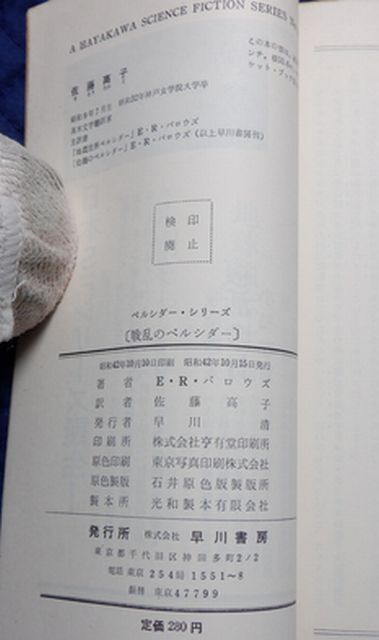 A HAYAKAWA SCIENCE FICTION SERIES
佐藤高子
昭和32年神戸女学院大学卒
英米文学翻訳家
主訳書
『地底世界ペルシダー』E・R・バロウズ
『危機のペルシダー』E・R・バロウズ（以上早川書房刊）
検印
廃止
ペルシダー・シリーズ
〔戦乱のペルシダー〕
昭和42年10月10日印刷 昭和42年10月15日発行
著者 E・R・バロウズ
訳者 佐藤高子
発行者 早川清
印刷所 株式会社亨有堂印刷所
原色印刷 東京写真印刷株式会社
原色製版 石井原色版製版所
製本所 光和製本有限会社
発行所 株式会社 早川書房
東京都千代田区神田多町2ノ2
電話 東京 254局 1551〜8
振替 東京47799
定価 280円